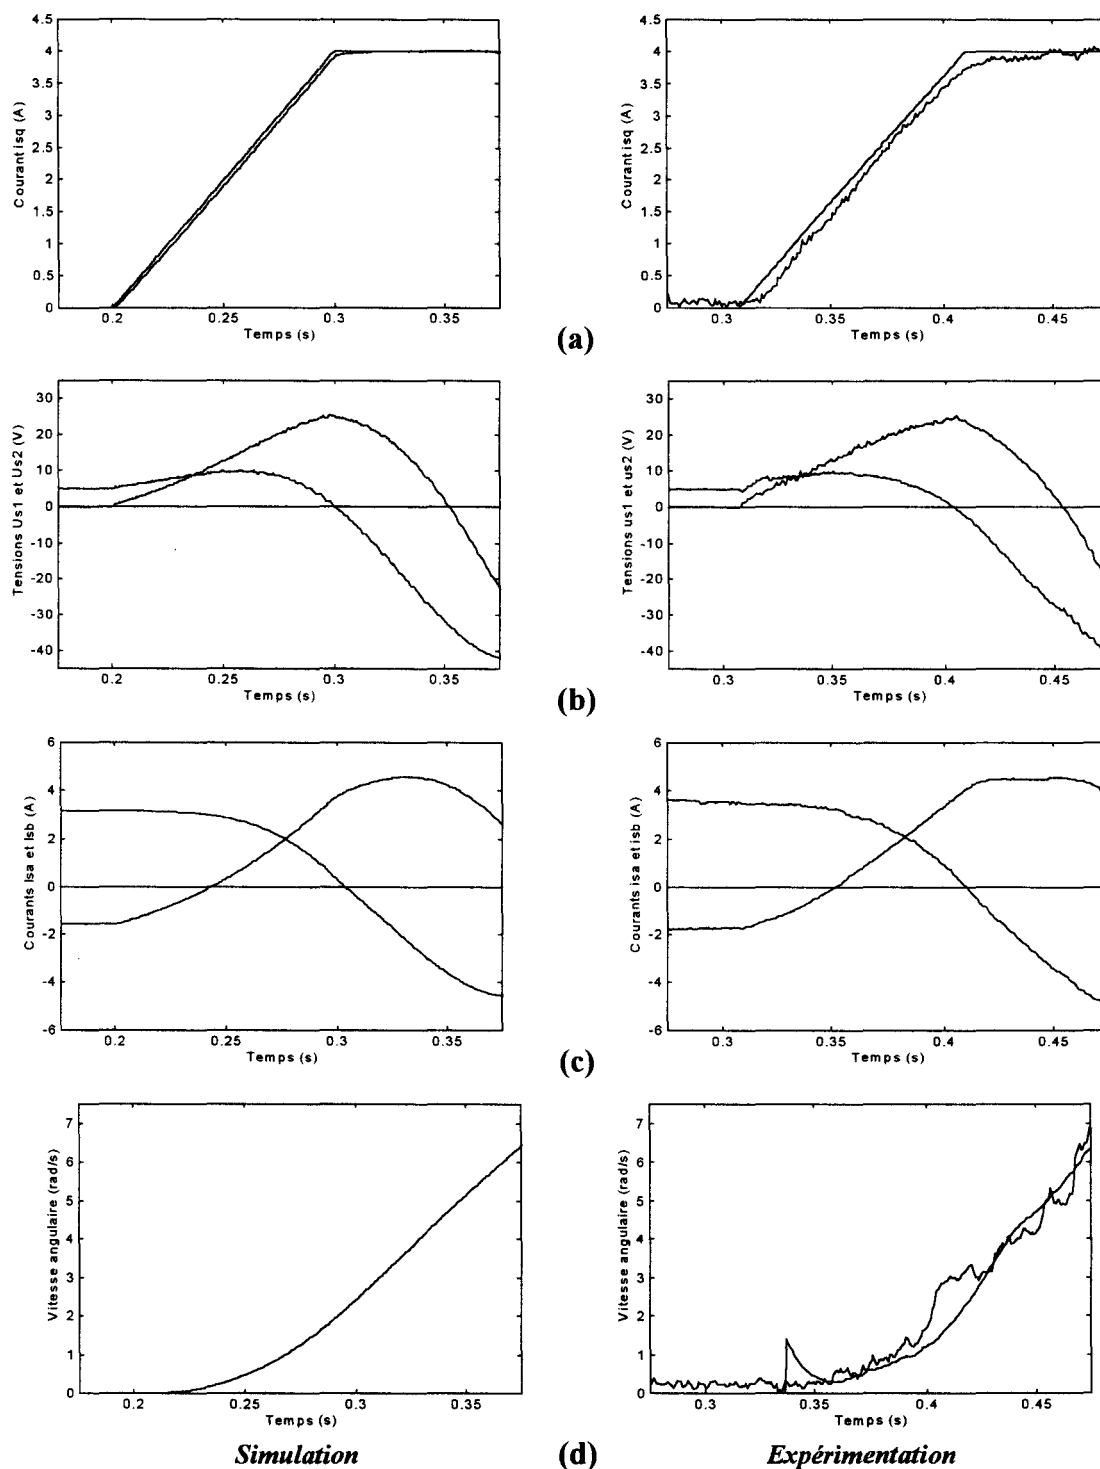 4.5
4
3.5
3
2.5
2
1.5
1
0.5
0
Courant isq (A)
0.2 0.25 0.3 0.35
Temps (s)
4.5
4
3.5
3
2.5
2
1.5
1
0.5
0
Courant isq (A)
0.3 0.35 0.4 0.45
Temps (s)
(a)
30
20
10
0
-10
-20
-30
-40
Tensions Us1 et Us2 (V)
0.2 0.25 0.3 0.35
Temps (s)
30
20
10
0
-10
-20
-30
-40
Tensions us1 et us2 (V)
0.3 0.35 0.4 0.45
Temps (s)
(b)
6
4
2
0
-2
-4
-6
Courants isa et isb (A)
0.2 0.25 0.3 0.35
Temps (s)
6
4
2
0
-2
-4
-6
Courants isa et isb (A)
0.3 0.35 0.4 0.45
Temps (s)
(c)
7
6
5
4
3
2
1
0
Vitesse angulaire (rad/s)
0.2 0.25 0.3 0.35
Temps (s)
7
6
5
4
3
2
1
0
Vitesse angulaire (rad/s)
0.3 0.35 0.4 0.45
Temps (s)
Simulation (d) Expérimentation